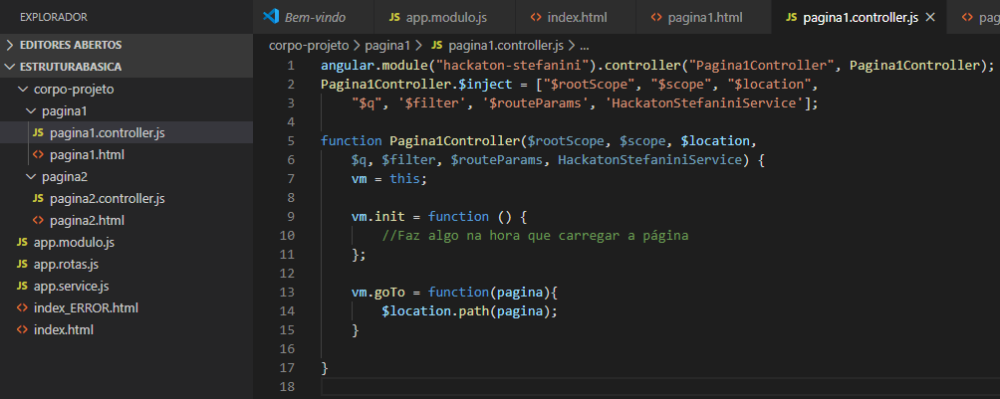 EXPLORADOR
EDITORES ABERTOS
ESTRUTURABASICA
corpo-projeto
pagina1
JS pagina1.controller.js
<> pagina1.html
pagina2
JS pagina2.controller.js
<> pagina2.html
JS app.modulo.js
JS app.rotas.js
JS app.service.js
<> index_ERROR.html
<> index.html
Bem-vindo JS app.modulo.js <> index.html <> pagina1.html JS pagina1.controller.js × <> pag
corpo-projeto > pagina1 > JS pagina1.controller.js > ...
1 angular.module("hackaton-stefanini").controller("Pagina1Controller", Pagina1Controller);
2 Pagina1Controller.$inject = ["$rootScope", "$scope", "$location",
3 "$q", '$filter', '$routeParams', 'HackatonStefaniniService'];
4
5 function Pagina1Controller($rootScope, $scope, $location,
6 $q, $filter, $routeParams, HackatonStefaniniService) {
7 vm = this;
8
9 vm.init = function () {
10 //Faz algo na hora que carregar a página
11 };
12
13 vm.goTo = function(pagina){
14 $location.path(pagina);
15 }
16
17 }
18